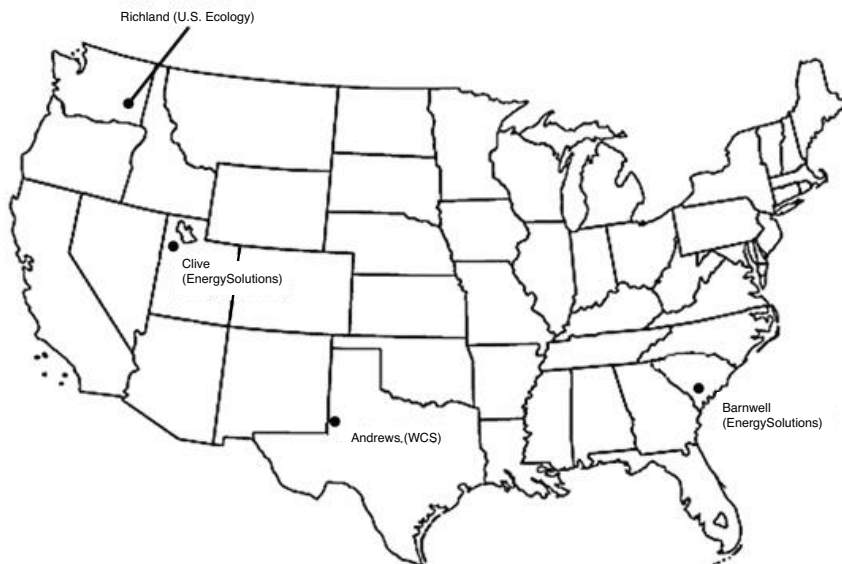 Richland (U.S. Ecology)
Clive
(EnergySolutions)
Andrews, (WCS)
Barnwell
(EnergySolutions)